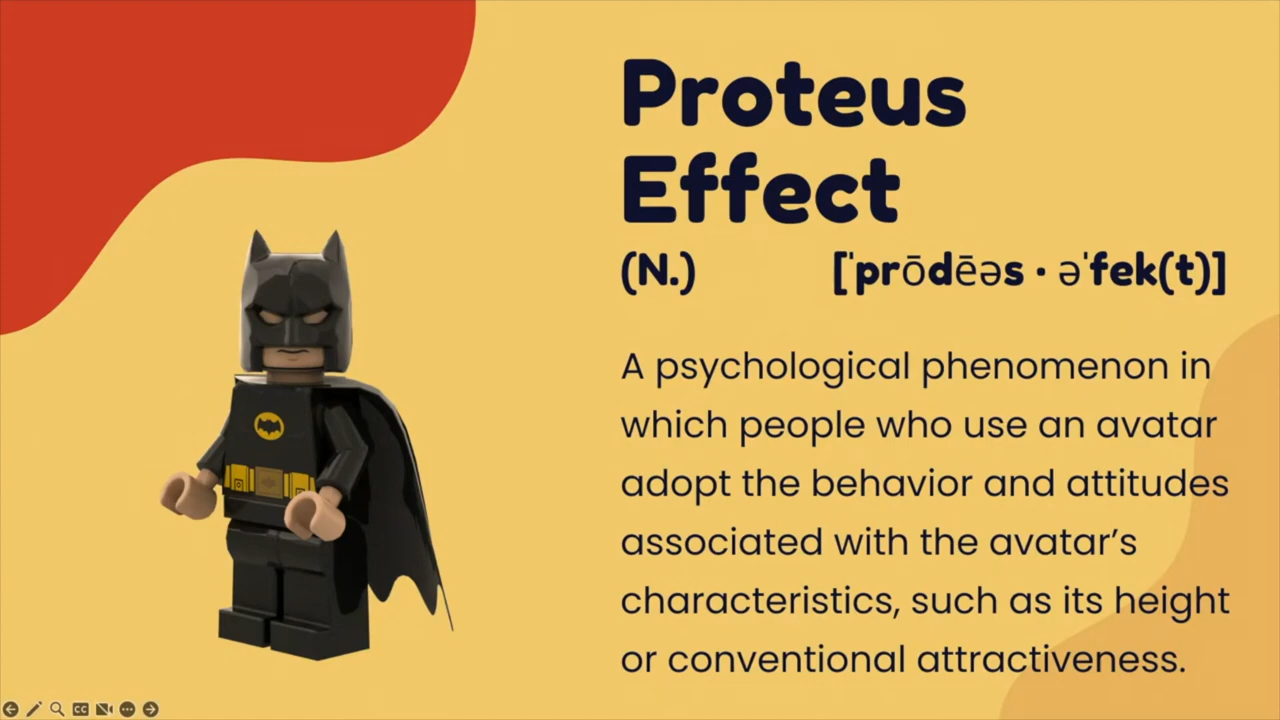 Proteus
Effect
(N.) [ˈprōdēəs · əˈfek(t)]
A psychological phenomenon in
which people who use an avatar
adopt the behavior and attitudes
associated with the avatar’s
characteristics, such as its height
or conventional attractiveness.
CC